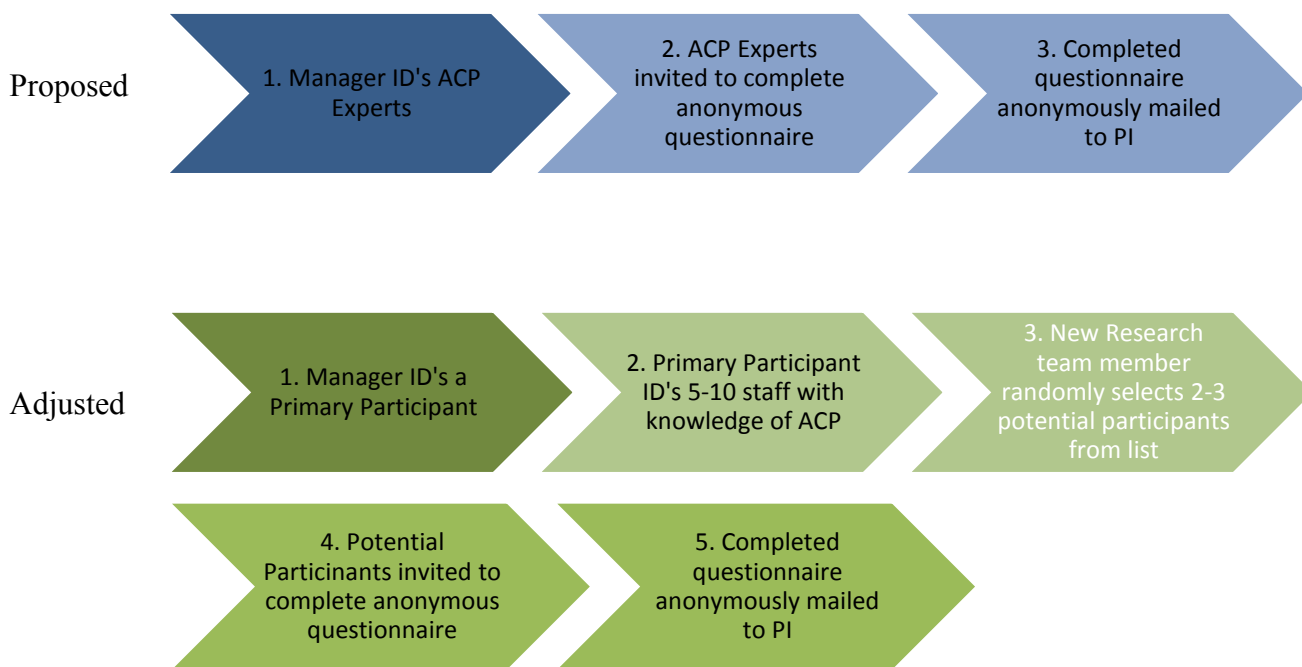 Proposed
1. Manager ID's ACP
Experts
2. ACP Experts
invited to complete
anonymous
questionnaire
3. Completed
questionnaire
anonymously mailed
to PI
Adjusted
1. Manager ID's a
Primary Participant
2. Primary Participant
ID's 5-10 staff with
knowledge of ACP
3. New Research
team member
randomly selects 2-3
potential participants
from list
4. Potential
Particinants invited to
complete anonymous
questionnaire
5. Completed
questionnaire
anonymously mailed
to PI